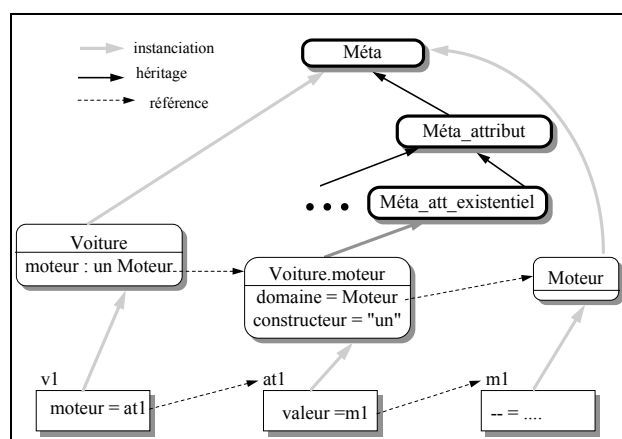 instanciation
héritage
référence
Méta
Méta_attribut
• • •
Méta_att_existentiel
Voiture
moteur : un Moteur
Voiture.moteur
domaine = Moteur
constructeur = "un"
Moteur
v1
moteur = at1
at1
valeur =m1
m1
-- = ....